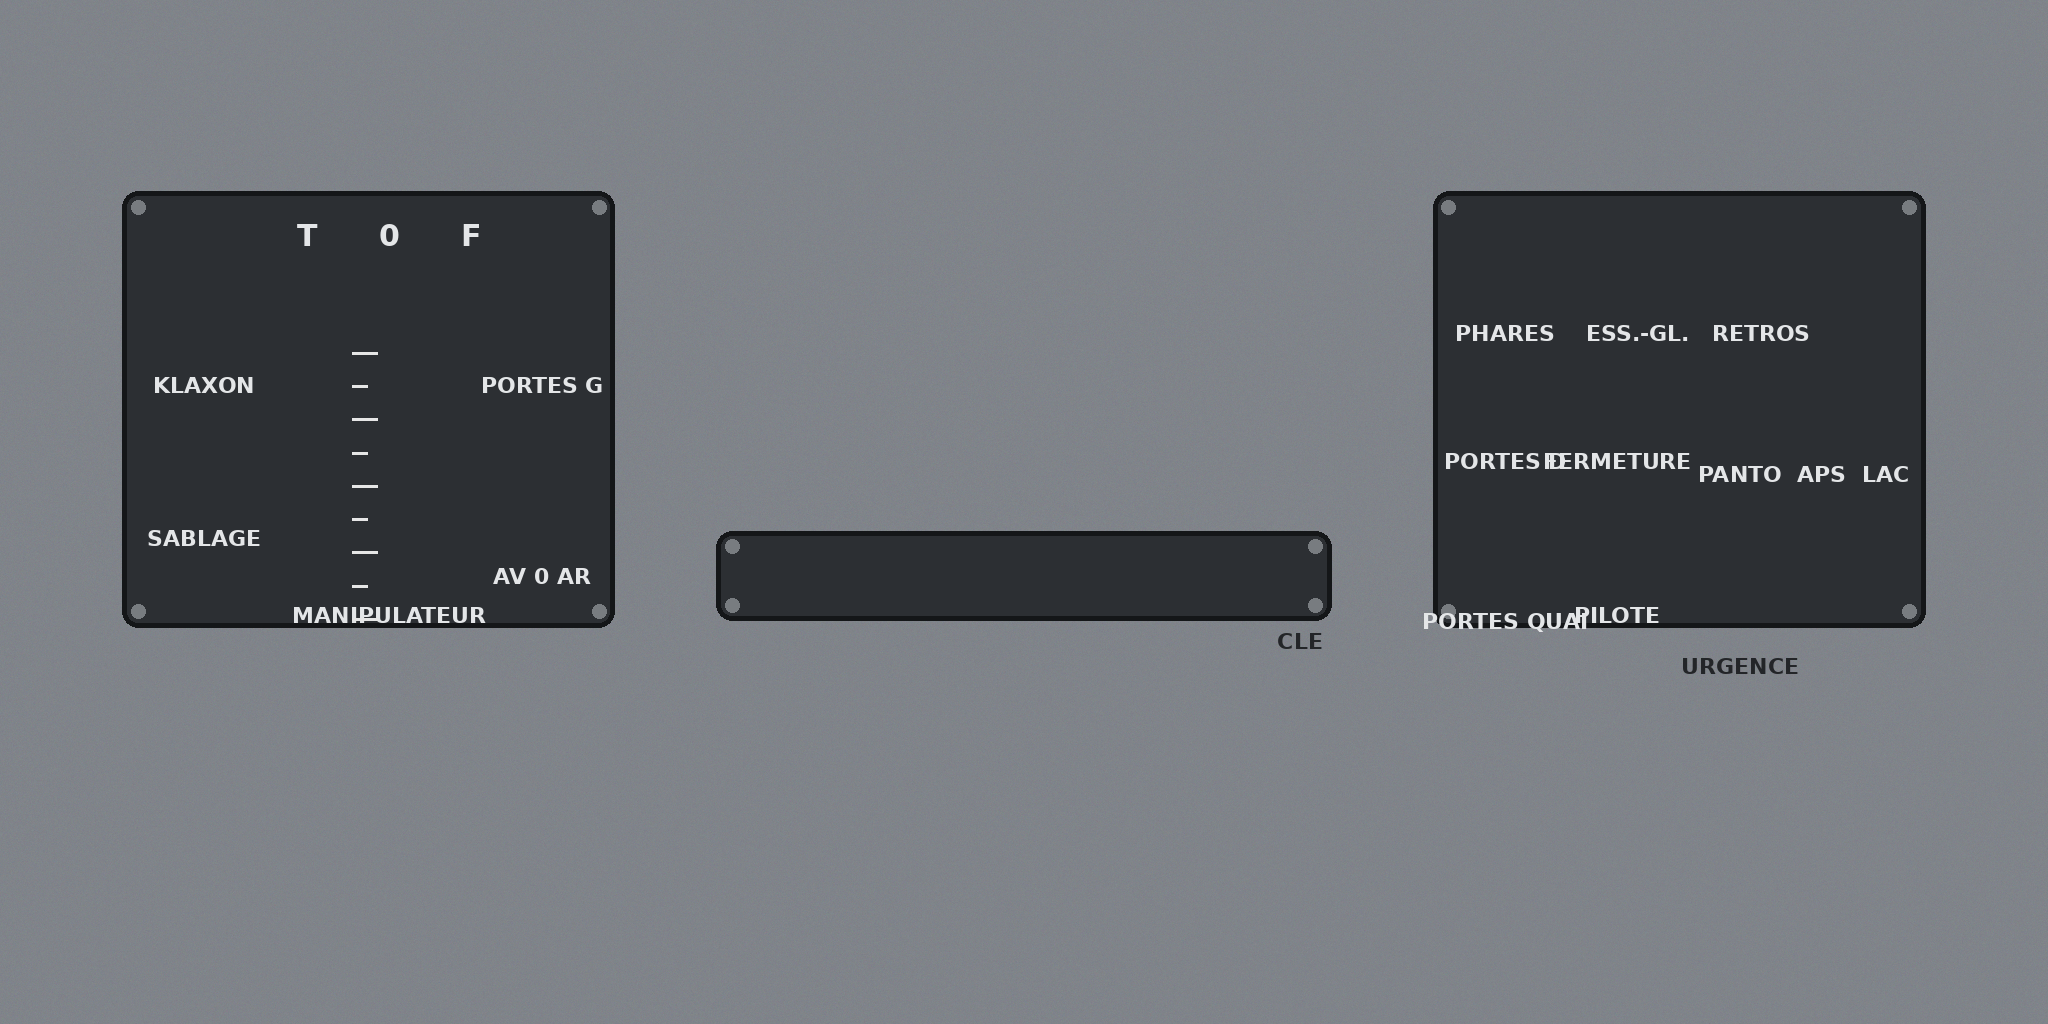 T 0 F
KLAXON
PORTES G
SABLAGE
AV 0 AR
MANIPULATEUR
CLE
PHARES ESS.-GL. RETROS
PORTES D FERMETURE
PANTO APS LAC
PORTES QUAI PILOTE
URGENCE